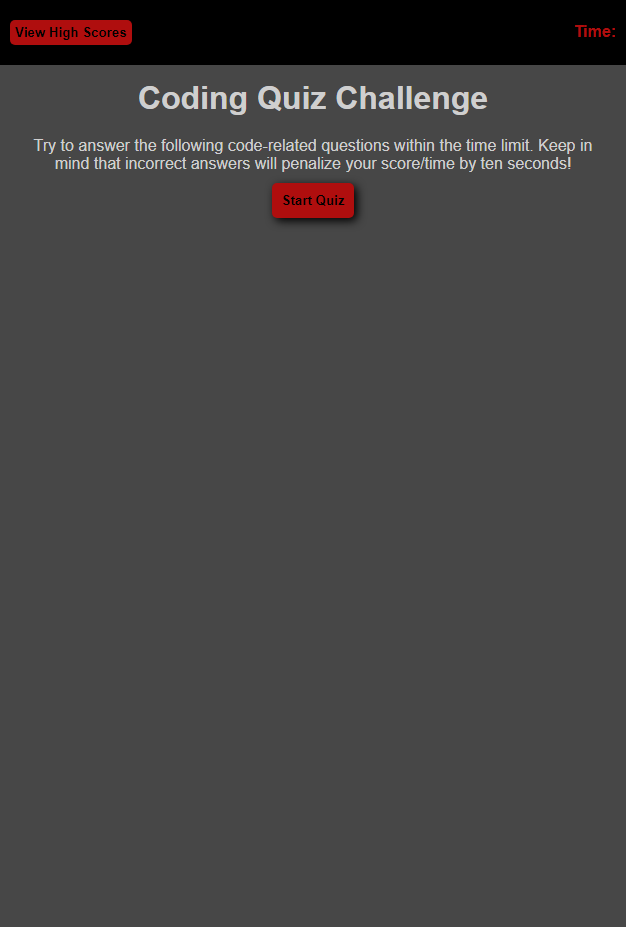 View High Scores
Time:
Coding Quiz Challenge
Try to answer the following code-related questions within the time limit. Keep in
mind that incorrect answers will penalize your score/time by ten seconds!
Start Quiz